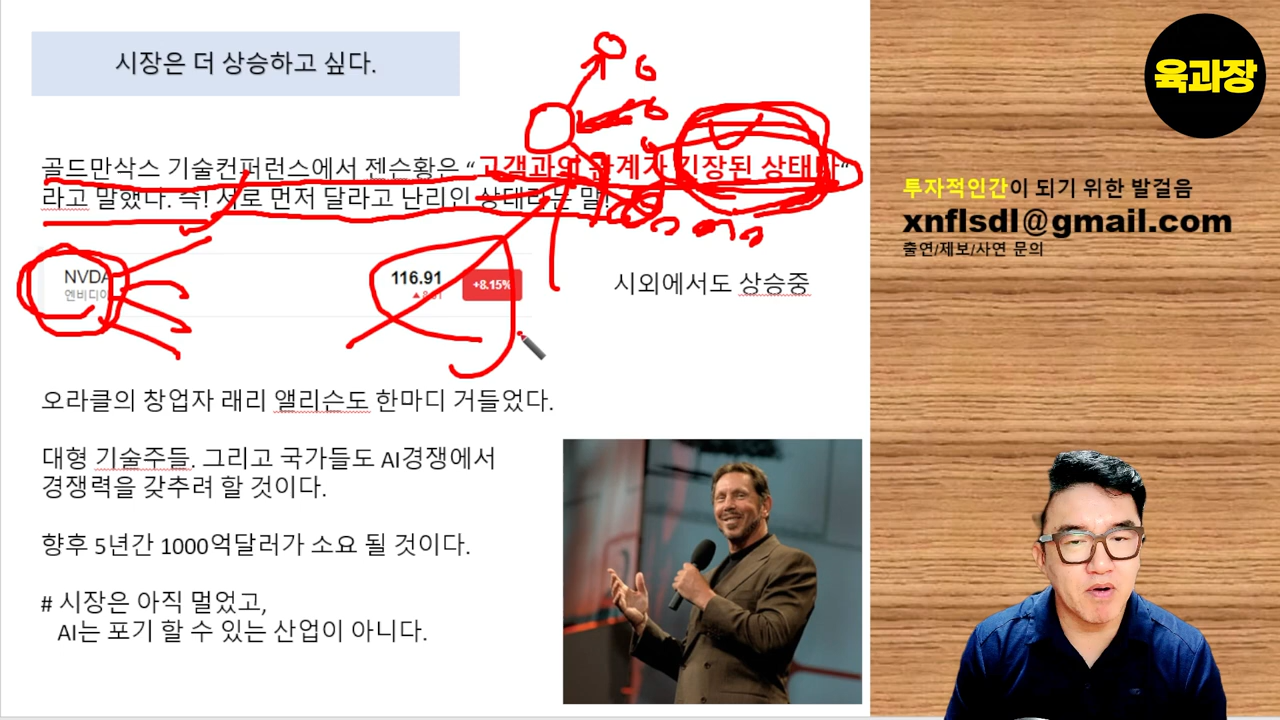 시장은 더 상승하고 싶다.
육과장
골드만삭스 기술컨퍼런스에서 젠슨황은 “고객과의 관계가 긴장된 상태다”
라고 말했다. 즉! 서로 먼저 달라고 난리인 상태라는 말!
투자적인간이 되기 위한 발걸음
xnflsdl@gmail.com
출연/제보/사연 문의
NVDA
엔비디아
116.91
+8.15%
시외에서도 상승중
오라클의 창업자 래리 앨리슨도 한마디 거들었다.
대형 기술주들. 그리고 국가들도 AI경쟁에서
경쟁력을 갖추려 할 것이다.
향후 5년간 1000억달러가 소요 될 것이다.
# 시장은 아직 멀었고,
AI는 포기 할 수 있는 산업이 아니다.